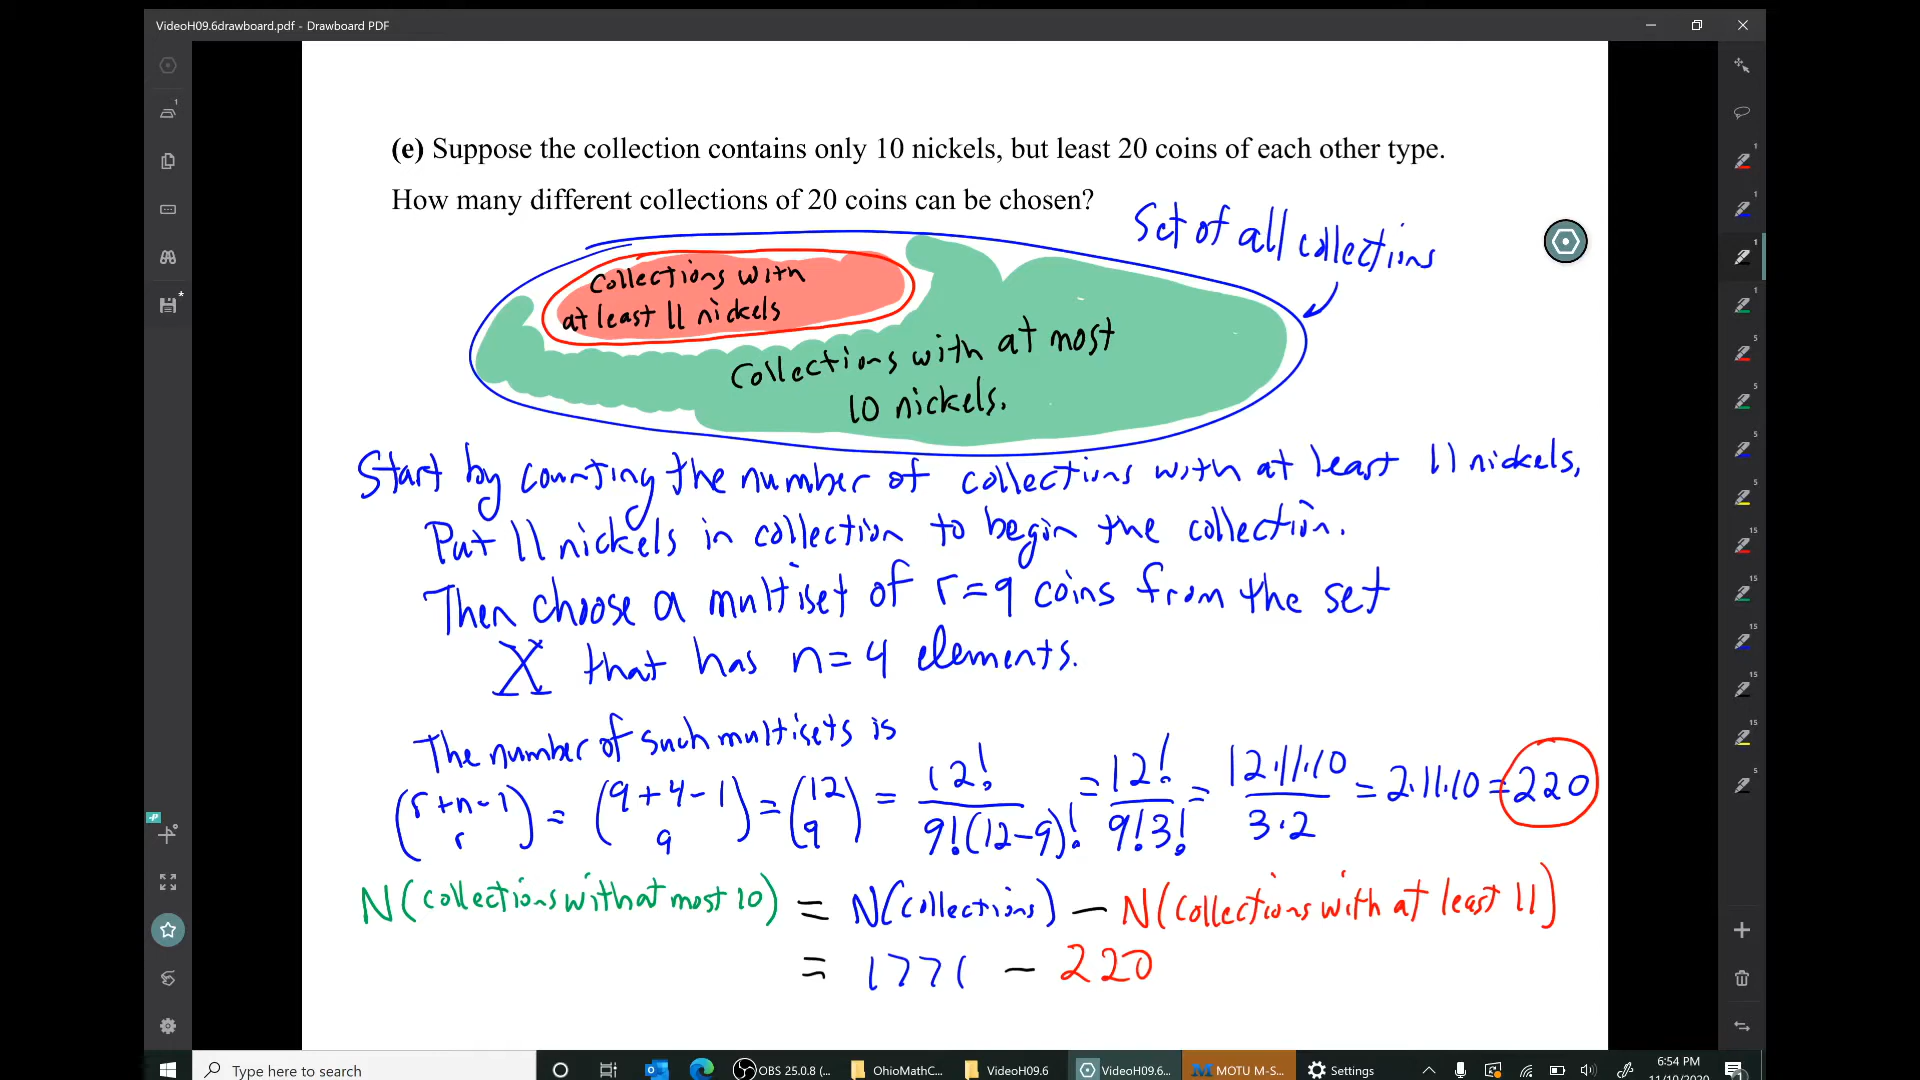 VideoH09.6drawboard.pdf - Drawboard PDF
(e) Suppose the collection contains only 10 nickels, but least 20 coins of each other type.
How many different collections of 20 coins can be chosen?
Set of all collections
Collections with
at least 11 nickels
Collections with at most
10 nickels.
Start by counting the number of collections with at least 11 nickels,
Put 11 nickels in collection to begin the collection.
Then choose a multiset of r=9 coins from the set
X that has n=4 elements.
The number of such multisets is
(r+n-1 r) = (9+4-1 9) = (12 9) = 12!/9!(12-9)! = 12!/9!3! = 12·11·10/3·2 = 2·11·10 = 220
N(collections with at most 10) = N(collections) - N(collections with at least 11)
= 1771 - 220
Type here to search
OBS 25.0.8 (...
OhioMathC...
VideoH09.6
VideoH09.6...
MOTU M-S...
Settings
6:54 PM
11/10/2020